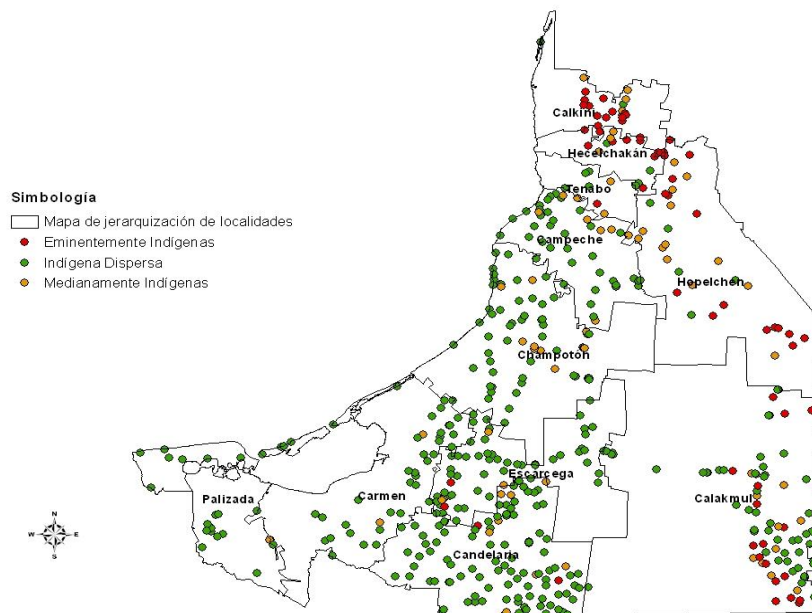 Calkiní
Hecelchakán
Tenabo
Simbología
Mapa de jerarquización de localidades
Eminentemente Indígenas
Indígena Dispersa
Medianamente Indígenas
Campeche
Hopelchén
Champotón
Escárcega
Palizada
Carmen
Calakmul
Candelaria
N
W E
S